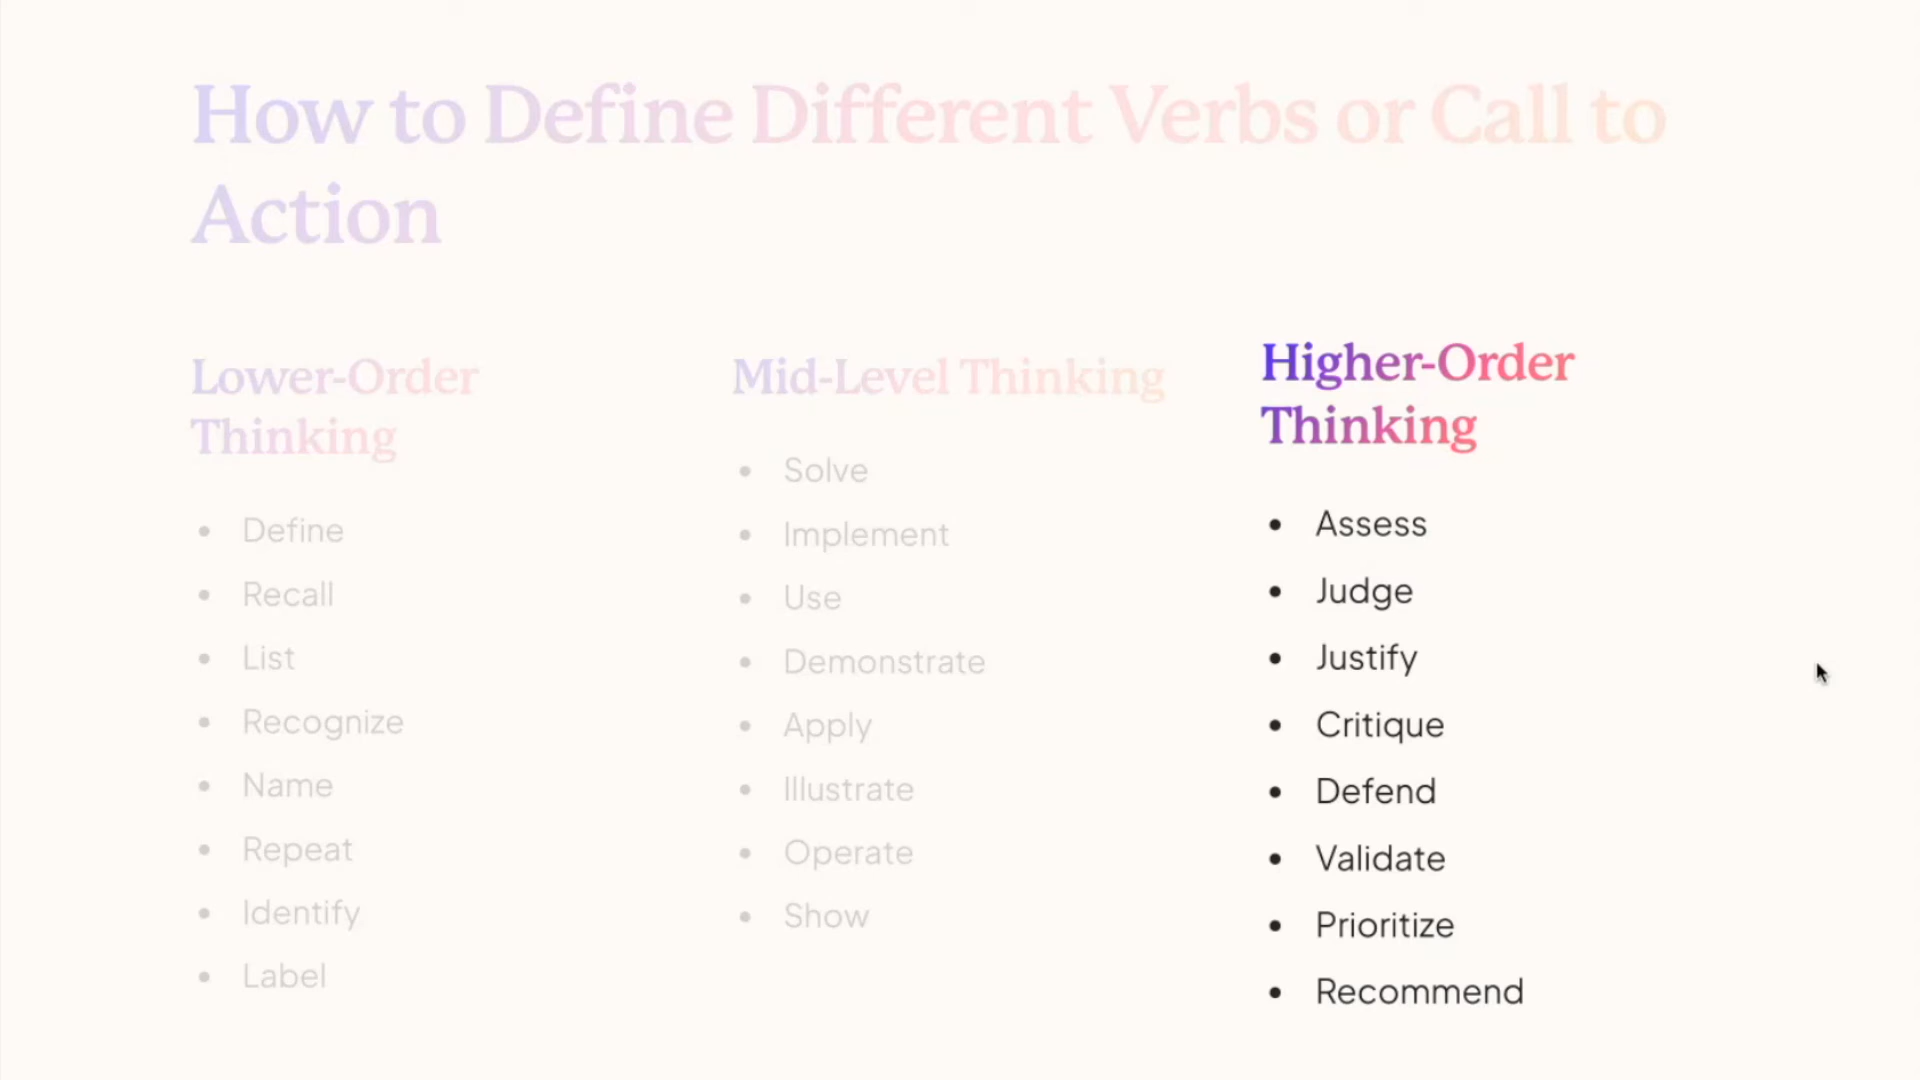 How to Define Different Verbs or Call to
Action
Lower-Order
Thinking
• Define
• Recall
• List
• Recognize
• Name
• Repeat
• Identify
• Label
Mid-Level Thinking
• Solve
• Implement
• Use
• Demonstrate
• Apply
• Illustrate
• Operate
• Show
Higher-Order
Thinking
• Assess
• Judge
• Justify
• Critique
• Defend
• Validate
• Prioritize
• Recommend